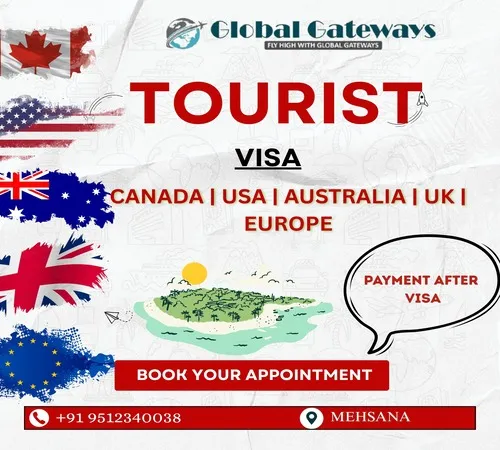 Global Gateways
FLY HIGH WITH GLOBAL GATEWAYS
TOURIST
VISA
CANADA | USA | AUSTRALIA | UK |
EUROPE
PAYMENT AFTER
VISA
BOOK YOUR APPOINTMENT
+91 9512340038
MEHSANA